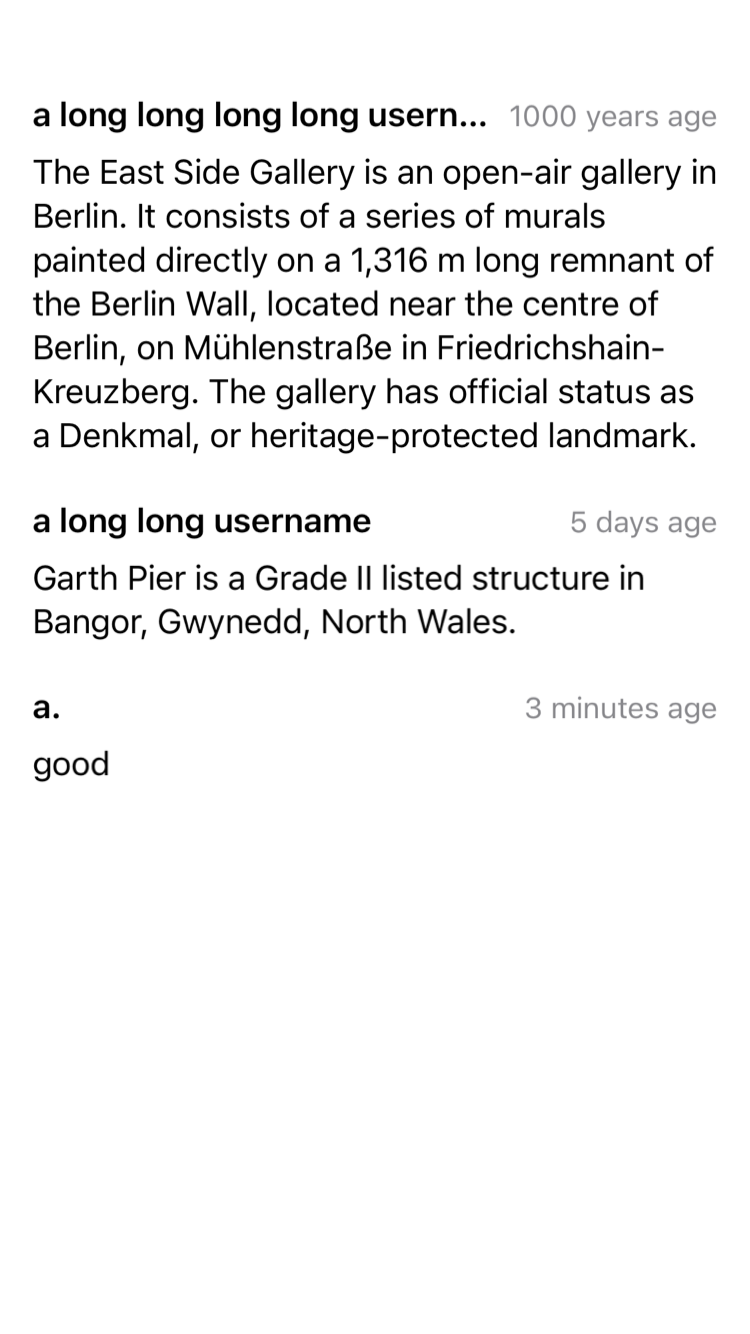 a long long long long usern...
1000 years age
The East Side Gallery is an open-air gallery in
Berlin. It consists of a series of murals
painted directly on a 1,316 m long remnant of
the Berlin Wall, located near the centre of
Berlin, on Mühlenstraße in Friedrichshain-
Kreuzberg. The gallery has official status as
a Denkmal, or heritage-protected landmark.
a long long username
5 days age
Garth Pier is a Grade II listed structure in
Bangor, Gwynedd, North Wales.
a.
3 minutes age
good